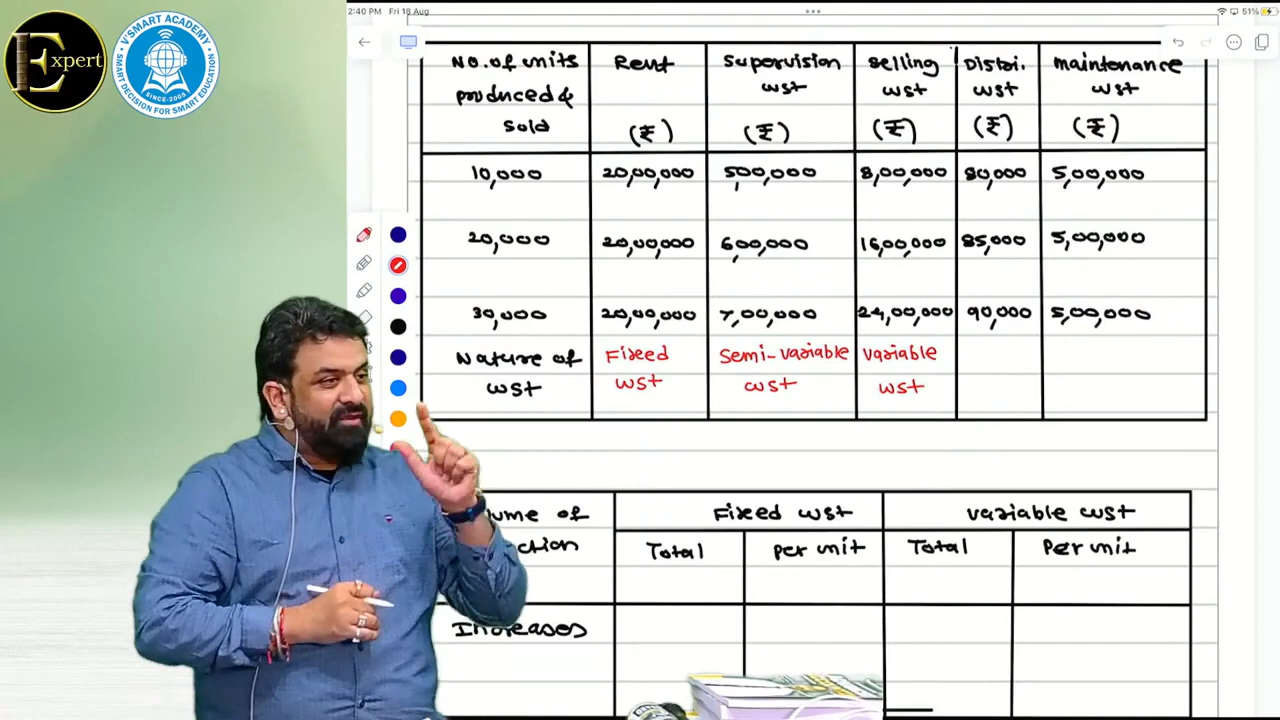 2:40 PM Fri 18 Aug
51%
Expert
V'SMART ACADEMY
SINCE-2005
SMART DECISION FOR SMART EDUCATION
No. of units produced & sold | Rent (₹) | Supervision cost (₹) | Selling cost (₹) | Distri. cost (₹) | maintenance cost (₹)
10,000 | 20,00,000 | 500,000 | 8,00,000 | 80,000 | 5,00,000
20,000 | 20,00,000 | 600,000 | 16,00,000 | 85,000 | 5,00,000
30,000 | 20,00,000 | 7,00,000 | 24,00,000 | 90,000 | 5,00,000
Nature of cost | Fixed cost | Semi-variable cost | variable cost
ume of ction | Fixed cost | variable cost
Total | per unit | Total | Per unit
Increases